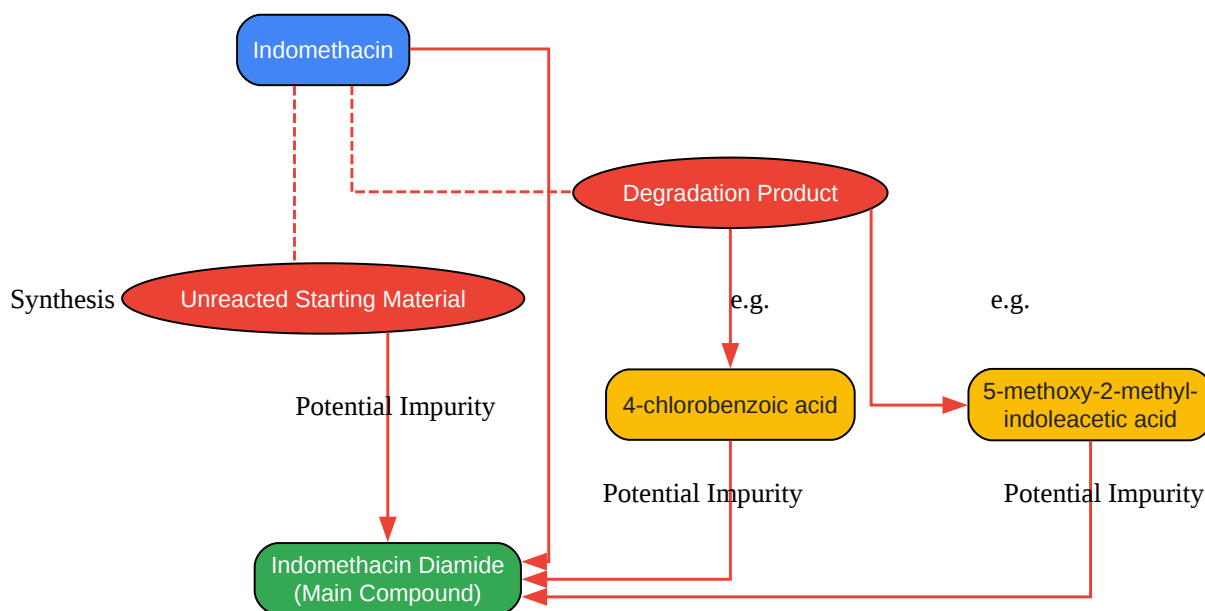 Indomethacin
Degradation Product
Synthesis
Unreacted Starting Material
e.g.
e.g.
Potential Impurity
4-chlorobenzoic acid
5-methoxy-2-methyl-
indoleacetic acid
Potential Impurity
Potential Impurity
Indomethacin Diamide
(Main Compound)